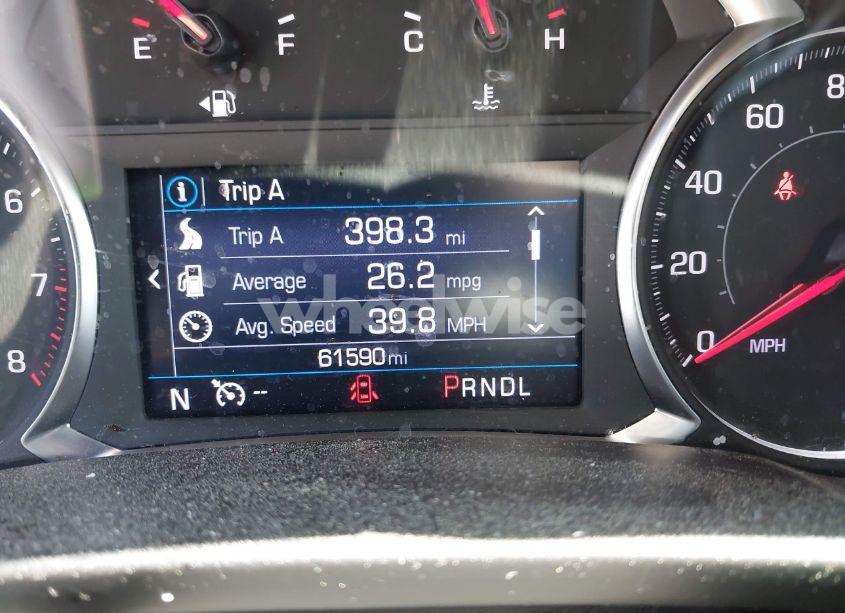 E F C H
60 8
6 40
7 20
8 0 MPH
Trip A
Trip A 398.3 mi
Average 26.2 mpg
Avg. Speed 39.8 MPH
61590 mi
N -- PRNDL
wheelwise